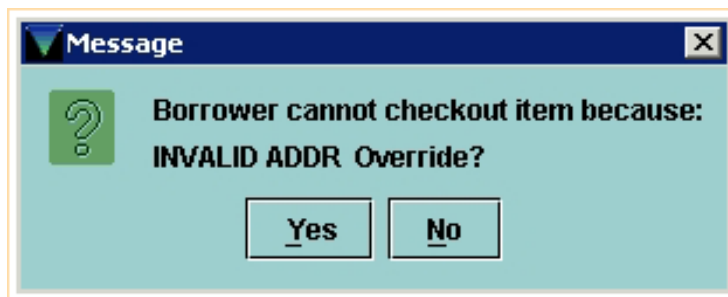 Message
Borrower cannot checkout item because:
INVALID ADDR Override?
Yes No